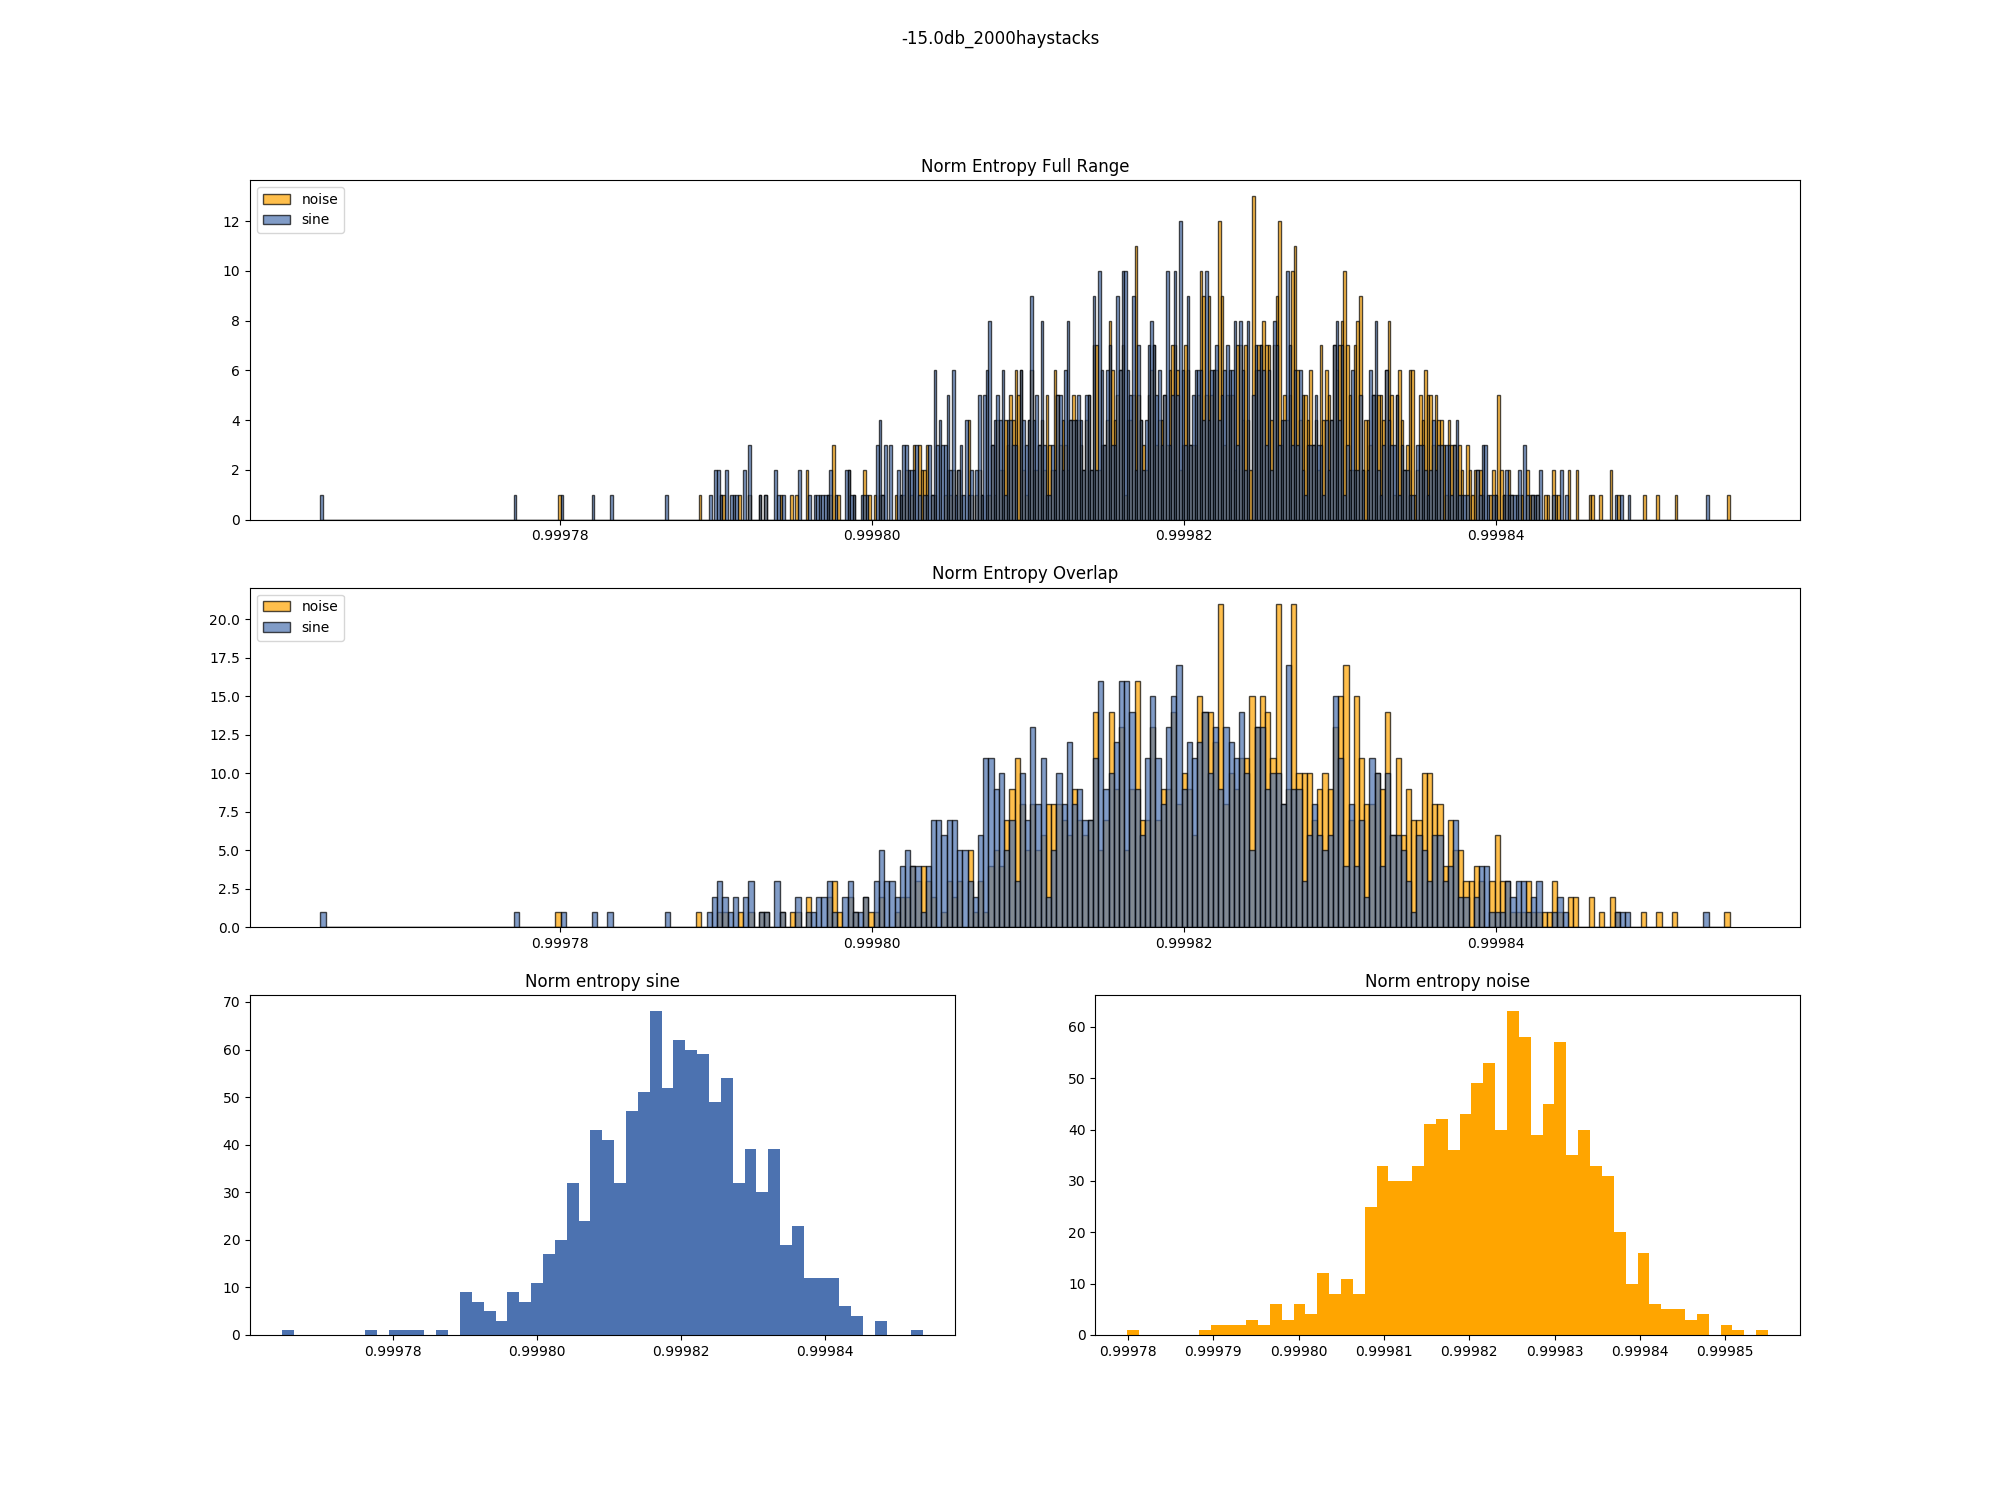 -15.0db_2000haystacks
Norm Entropy Full Range
noise
sine
12
10
8
6
4
2
0
0.99978 0.99980 0.99982 0.99984
Norm Entropy Overlap
noise
sine
20.0
17.5
15.0
12.5
10.0
7.5
5.0
2.5
0.0
0.99978 0.99980 0.99982 0.99984
Norm entropy sine
70
60
50
40
30
20
10
0
0.99978 0.99980 0.99982 0.99984
Norm entropy noise
60
50
40
30
20
10
0
0.99978 0.99979 0.99980 0.99981 0.99982 0.99983 0.99984 0.99985